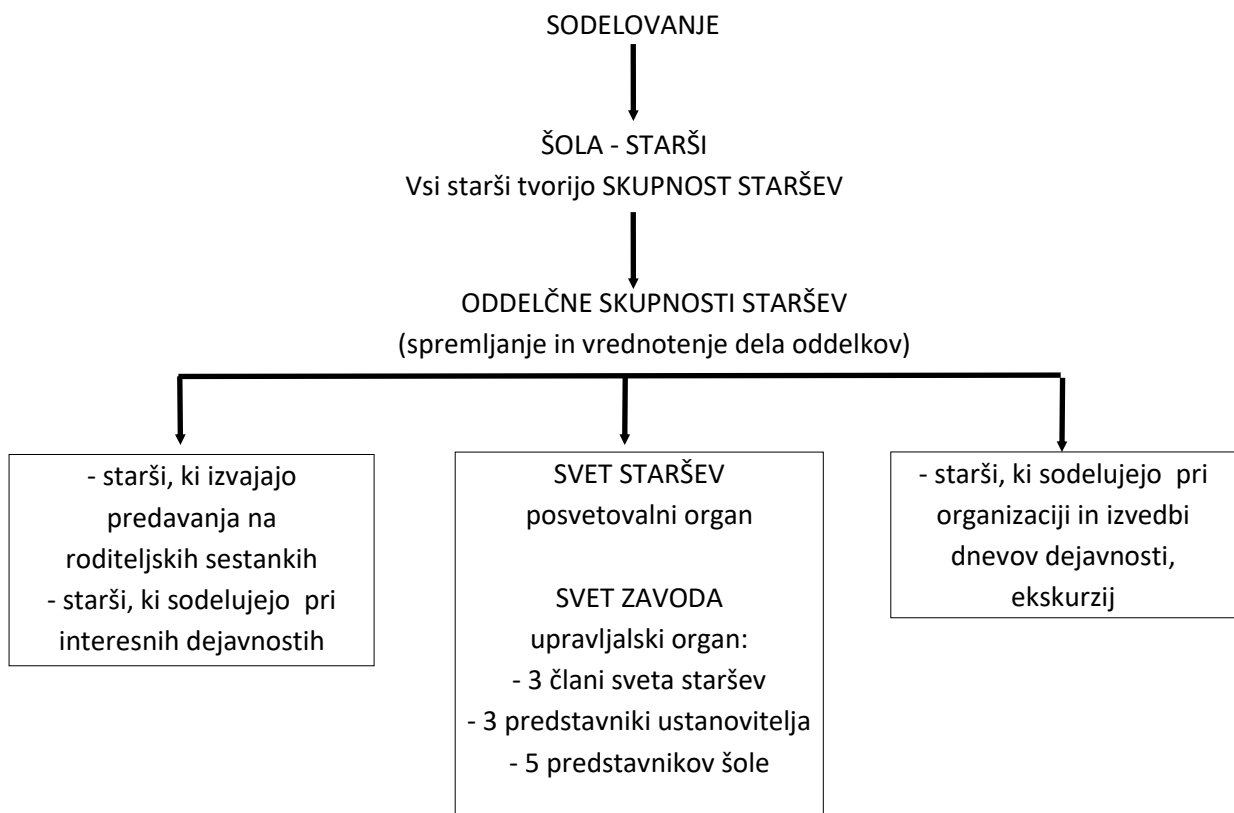 SODELOVANJE
ŠOLA - STARŠI
Vsi starši tvorijo SKUPNOST STARŠEV
ODDELČNE SKUPNOSTI STARŠEV
(spremljanje in vrednotenje dela oddelkov)
- starši, ki izvajajo
predavanja na
roditeljskih sestankih
- starši, ki sodelujejo pri
interesnih dejavnostih
SVET STARŠEV
posvetovalni organ
SVET ZAVODA
upravljalski organ:
- 3 člani sveta staršev
- 3 predstavniki ustanovitelja
- 5 predstavnikov šole
- starši, ki sodelujejo pri
organizaciji in izvedbi
dnevov dejavnosti,
ekskurzij